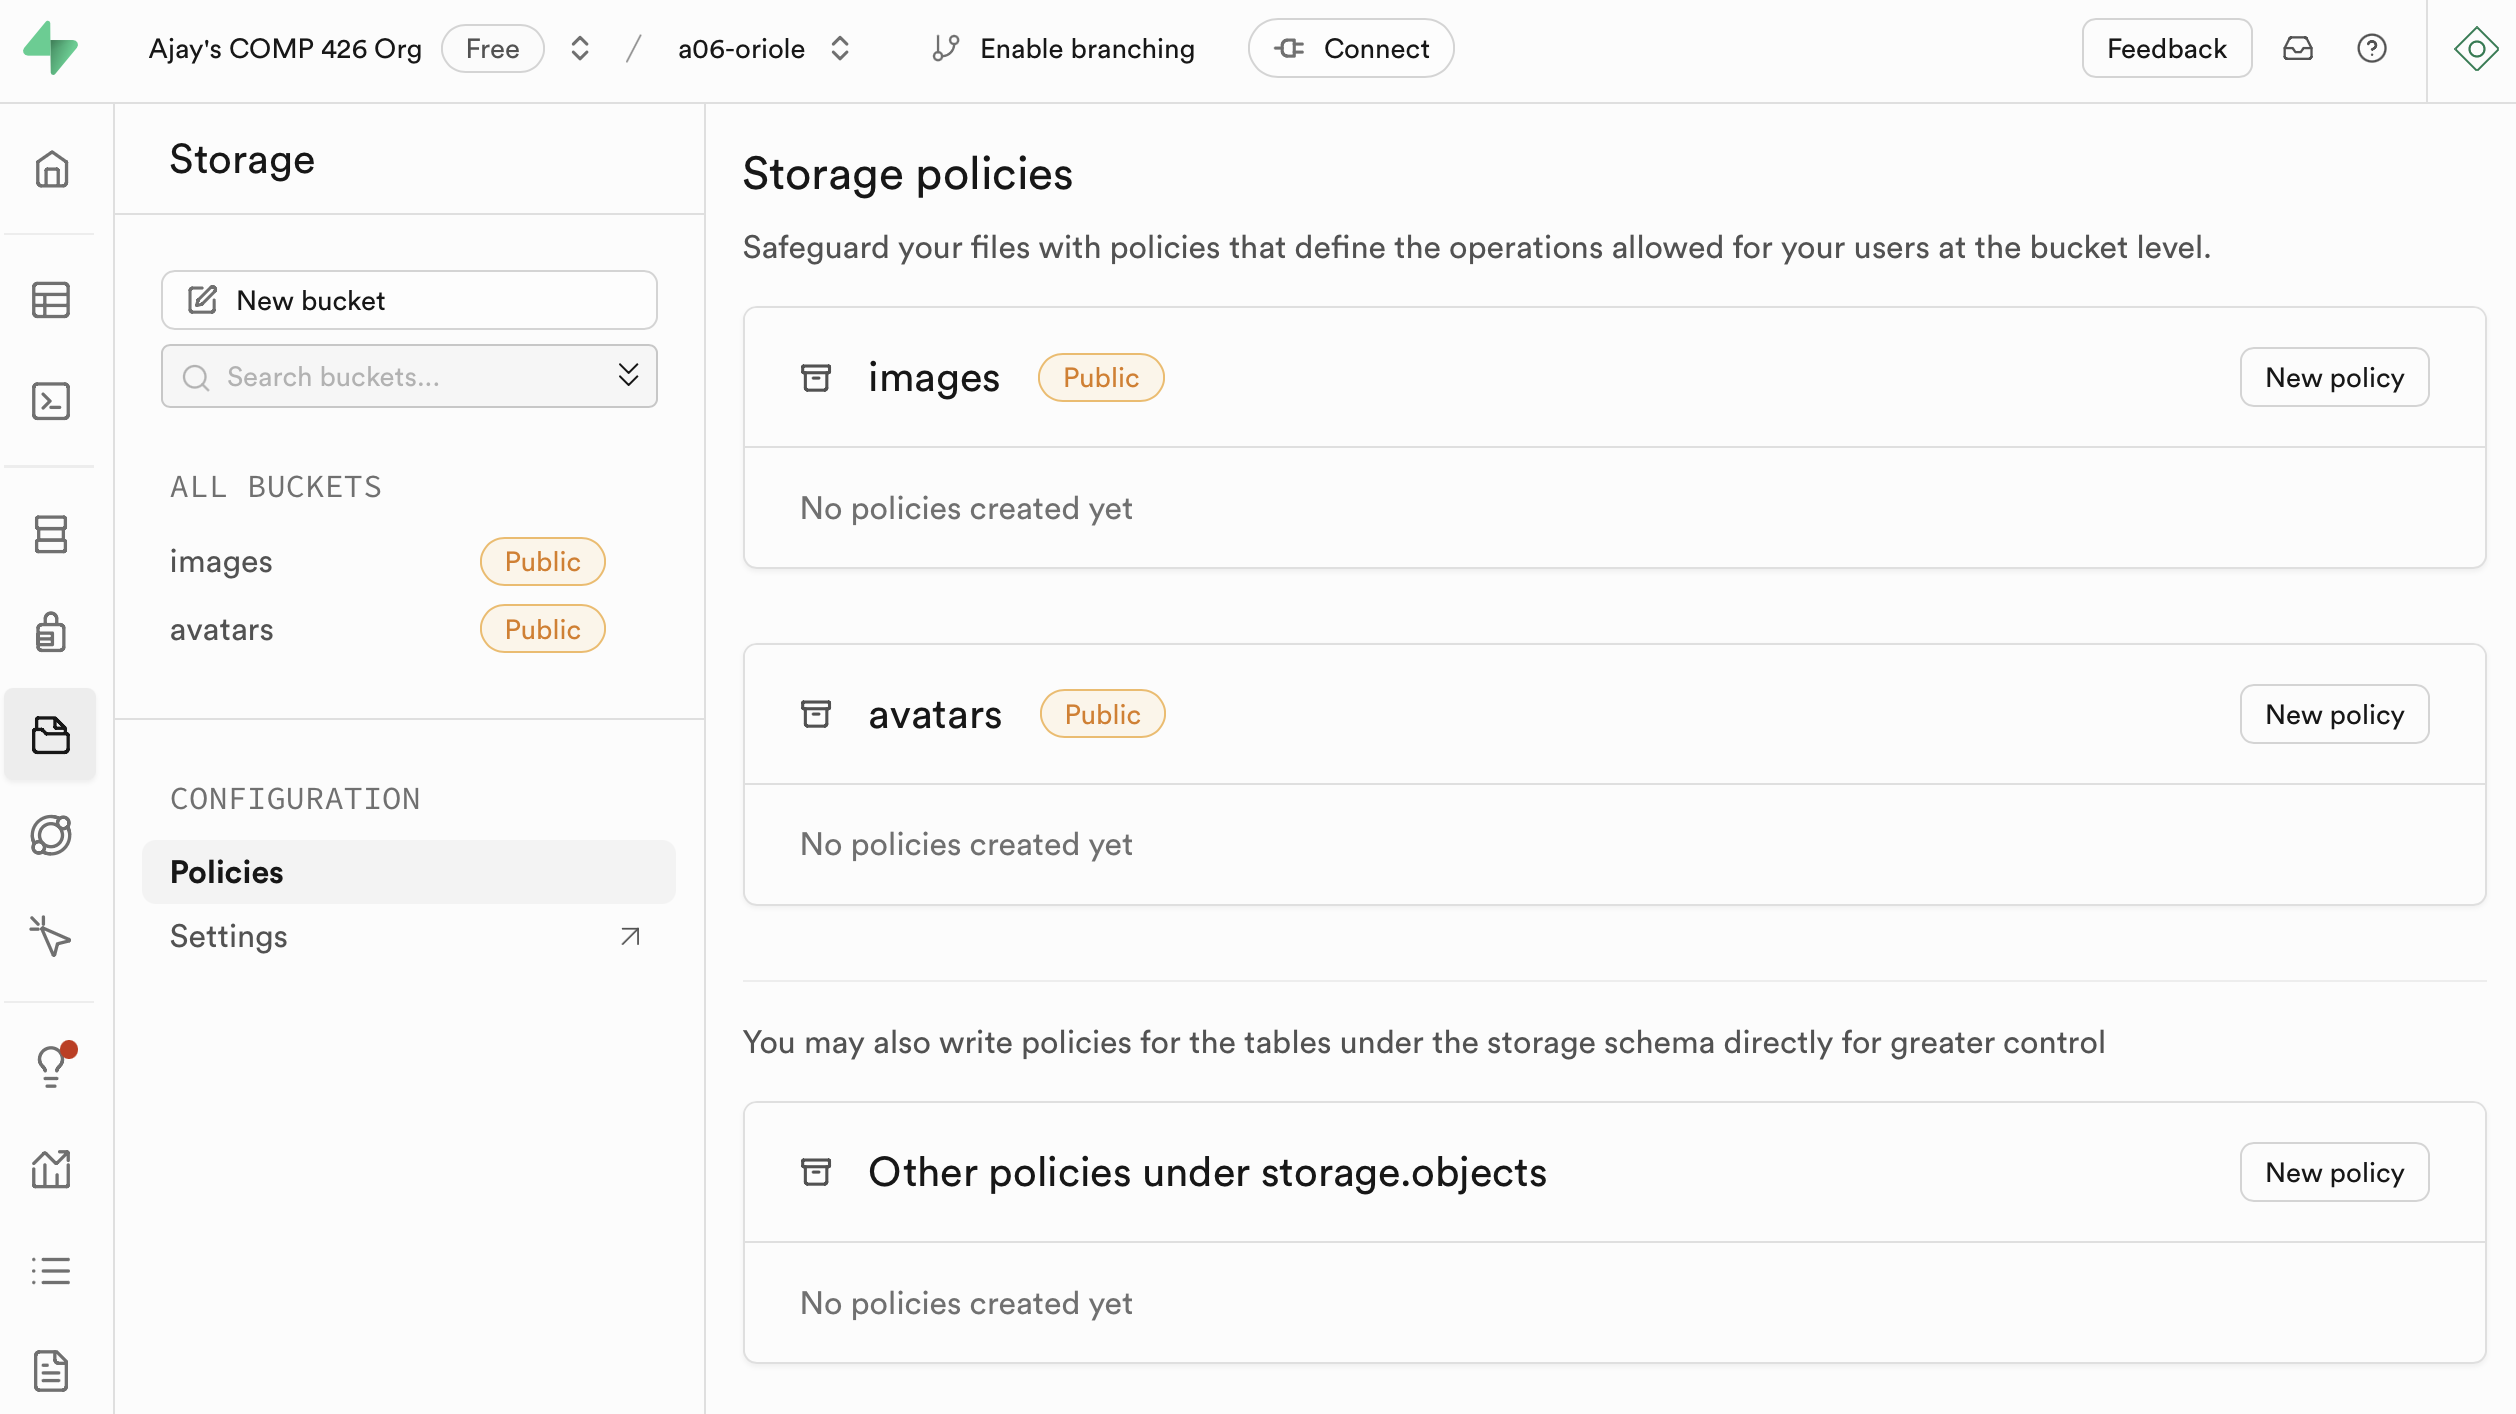 Ajay's COMP 426 Org Free / a06-oriole Enable branching Connect Feedback
Storage
New bucket
Search buckets...
ALL BUCKETS
images Public
avatars Public
CONFIGURATION
Policies
Settings
Storage policies
Safeguard your files with policies that define the operations allowed for your users at the bucket level.
images Public New policy
No policies created yet
avatars Public New policy
No policies created yet
You may also write policies for the tables under the storage schema directly for greater control
Other policies under storage.objects New policy
No policies created yet